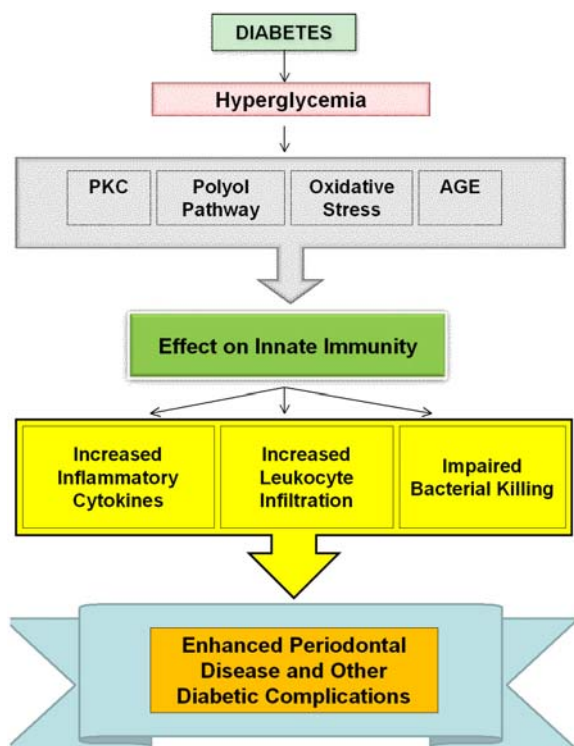 DIABETES
Hyperglycemia
PKC
Polyol
Pathway
Oxidative
Stress
AGE
Effect on Innate Immunity
Increased
Inflammatory
Cytokines
Increased
Leukocyte
Infiltration
Impaired
Bacterial Killing
Enhanced Periodontal
Disease and Other
Diabetic Complications